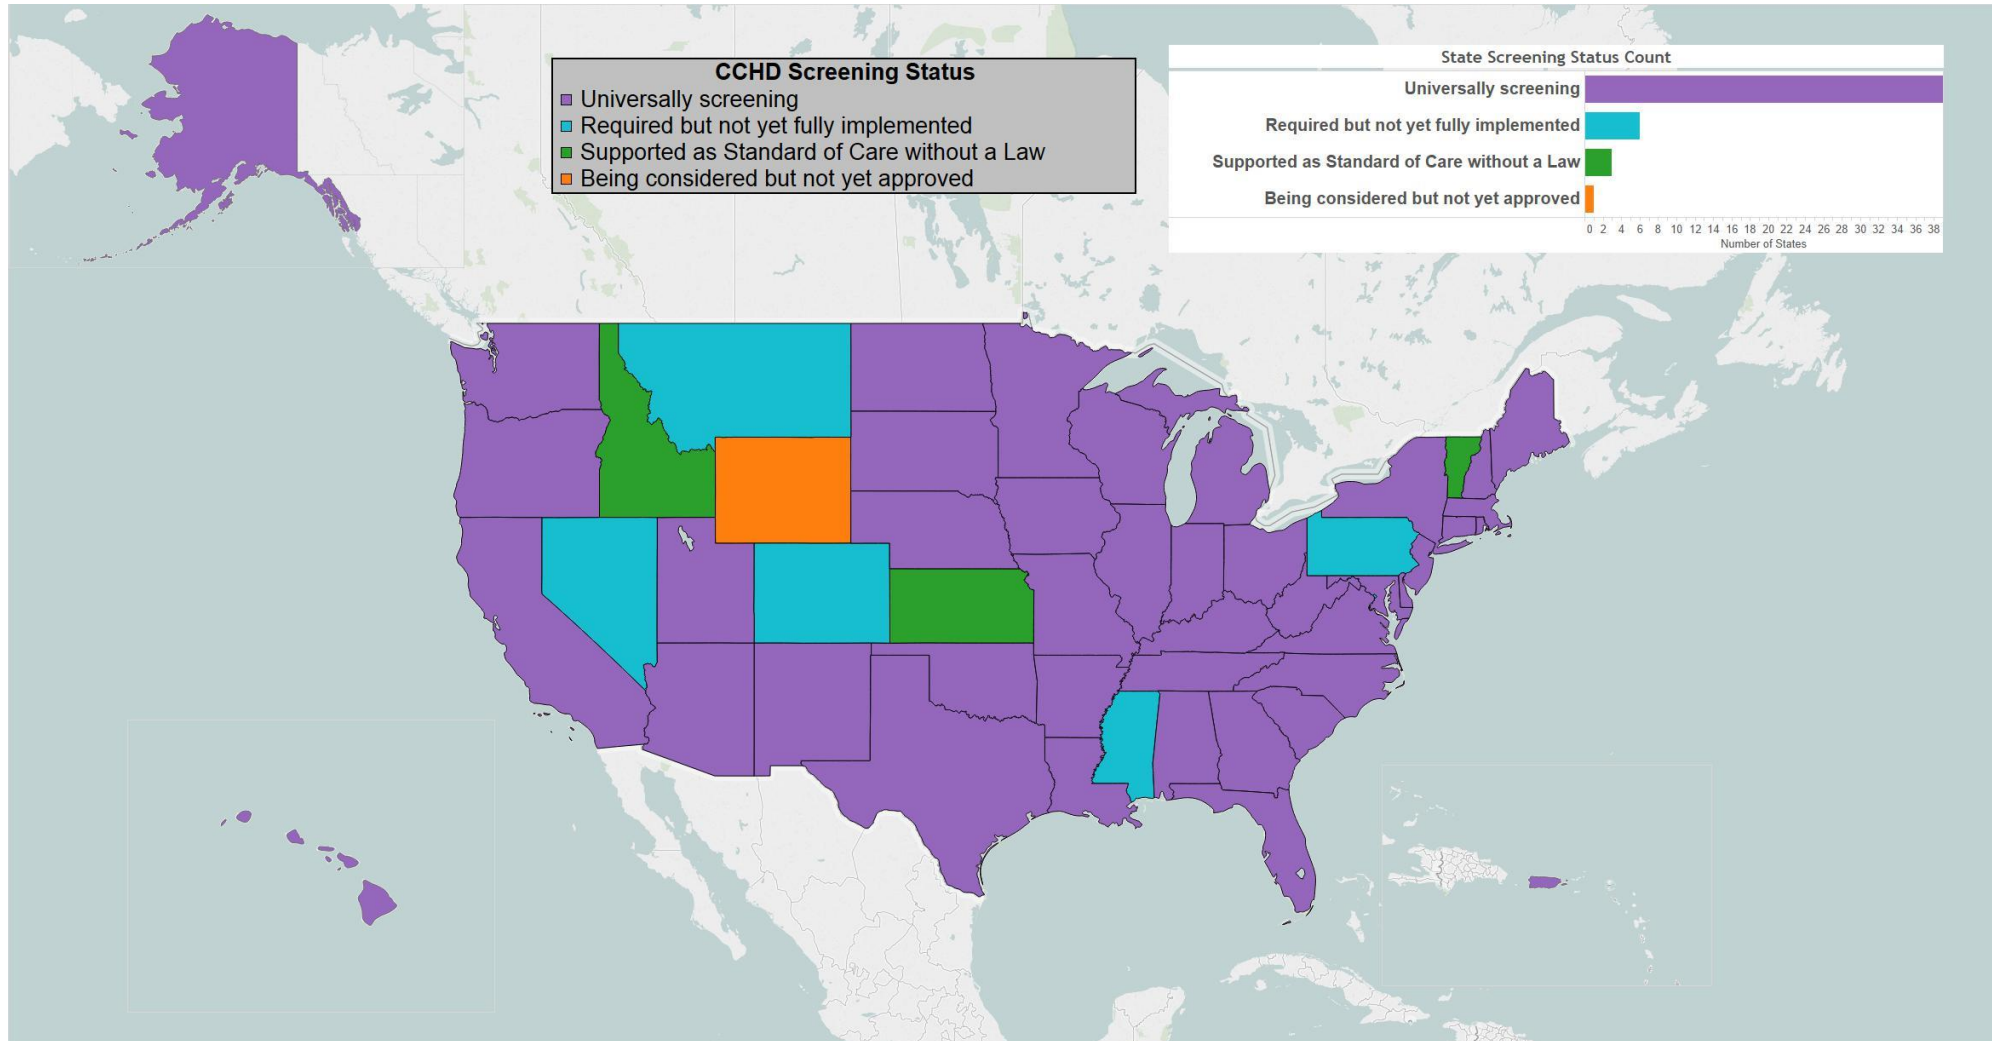 CCHD Screening Status
Universally screening
Required but not yet fully implemented
Supported as Standard of Care without a Law
Being considered but not yet approved
State Screening Status Count
Universally screening
Required but not yet fully implemented
Supported as Standard of Care without a Law
Being considered but not yet approved
0 2 4 6 8 10 12 14 16 18 20 22 24 26 28 30 32 34 36 38
Number of States